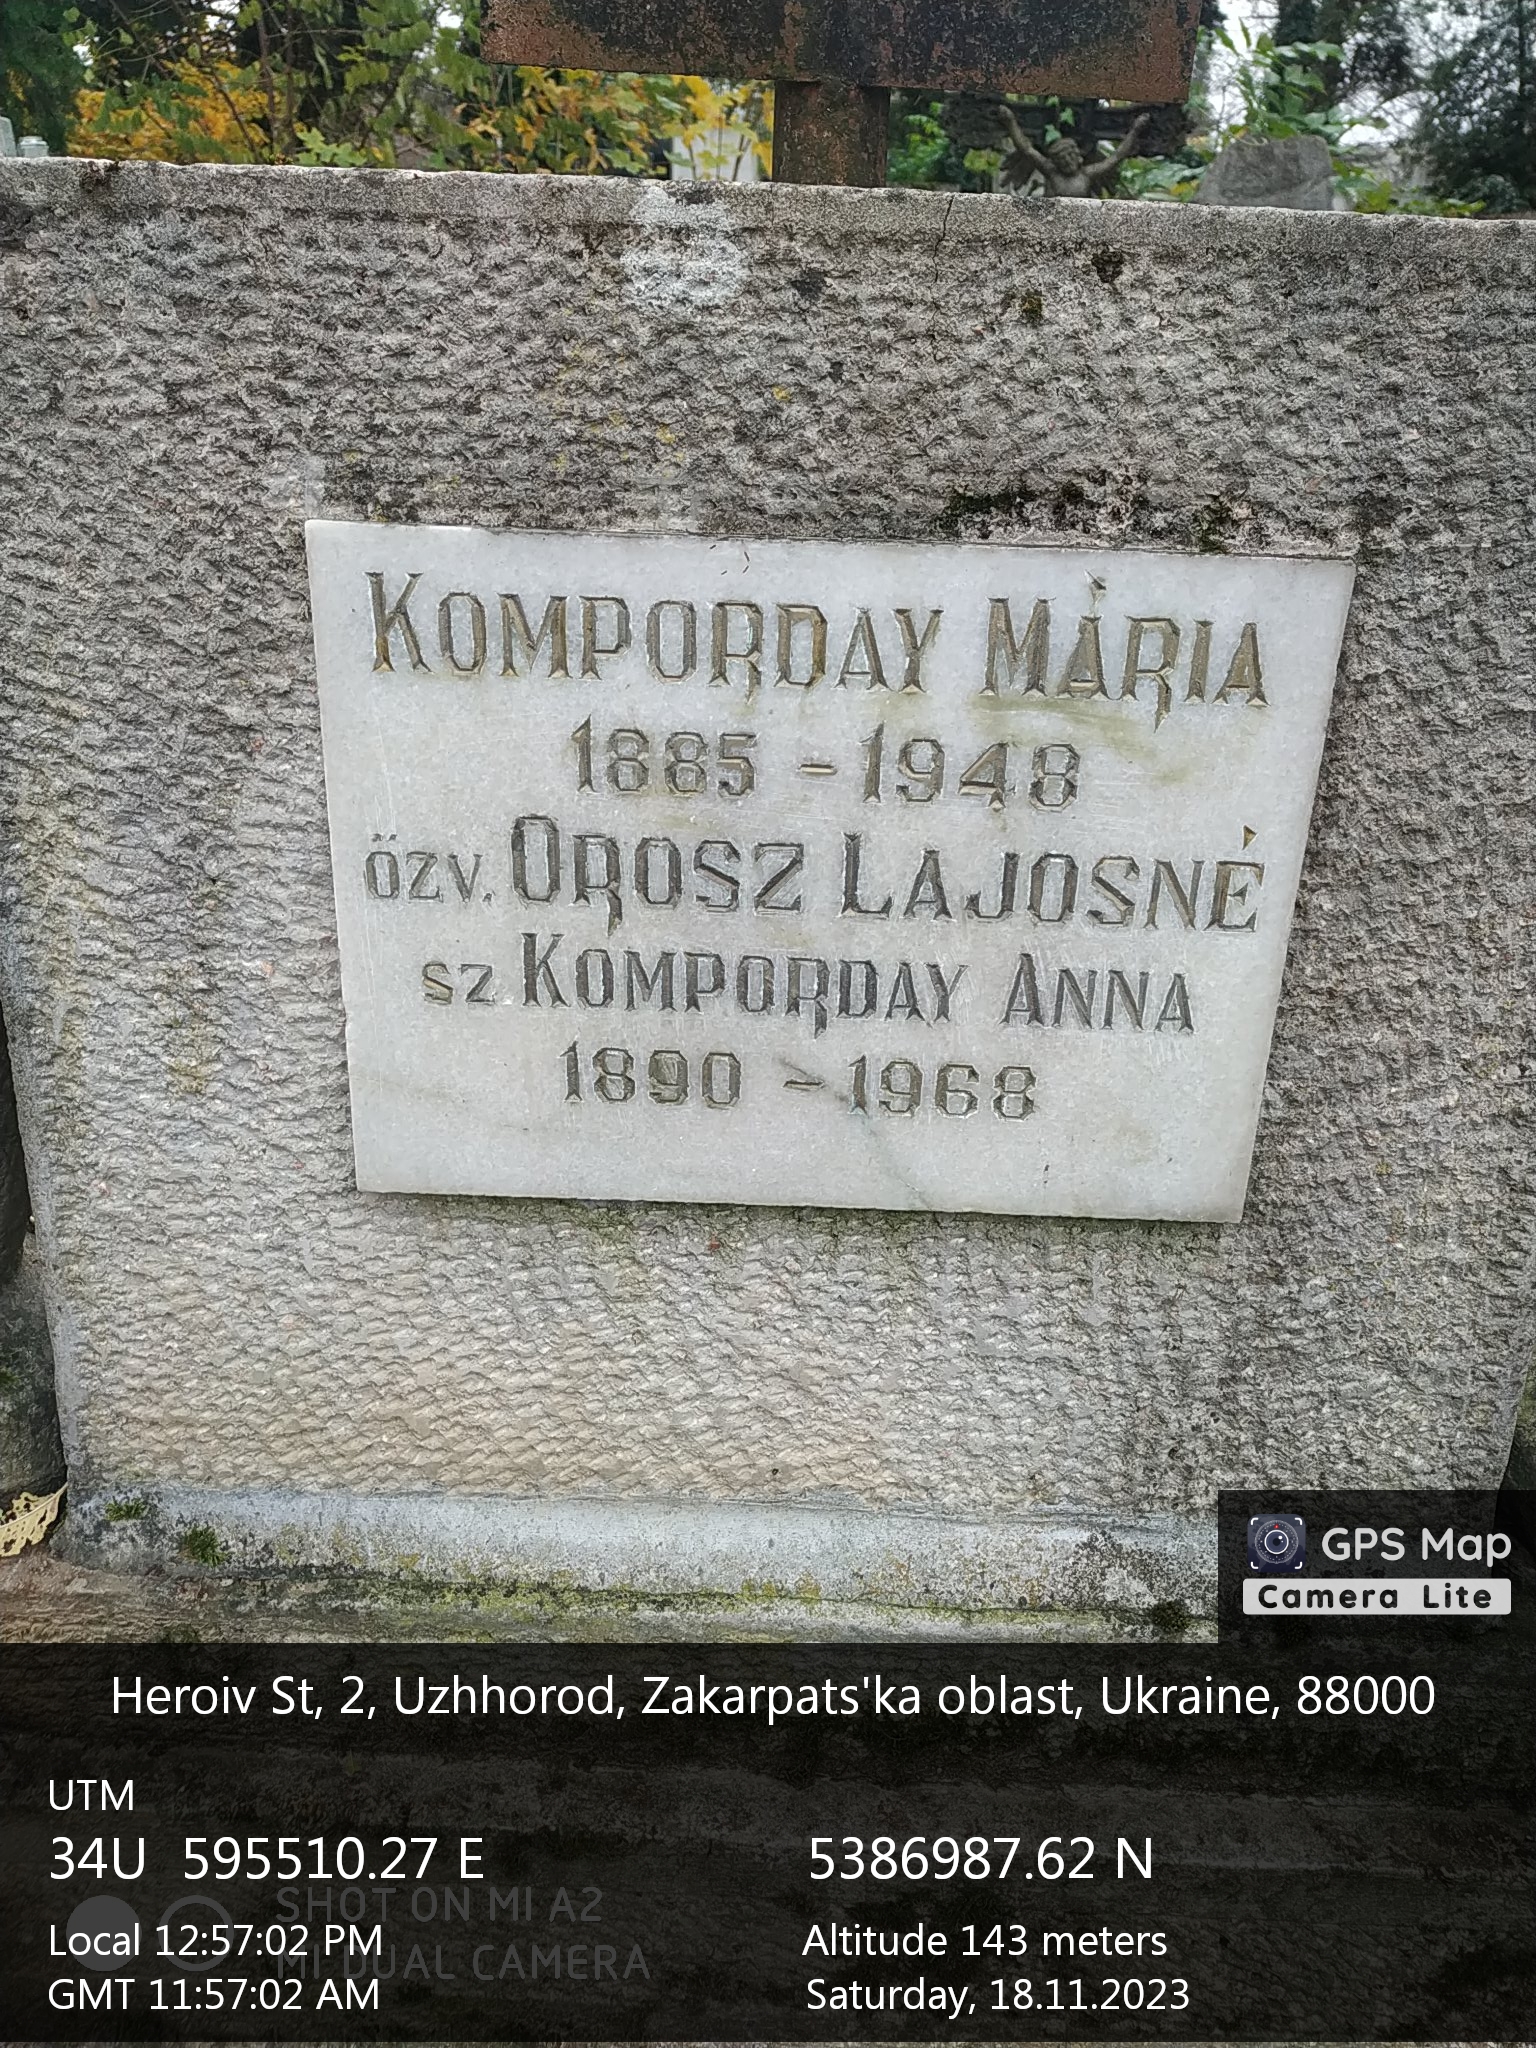 KOMPORDAY MÁRIA
1885 - 1948
ŐZV. OROSZ LAJOSNÉ
SZ KOMPORDAY ANNA
1890 - 1968
GPS Map
Camera Lite
Heroiv St, 2, Uzhhorod, Zakarpats'ka oblast, Ukraine, 88000
UTM
34U 595510.27 E 5386987.62 N
SHOT ON MI A2
MI DUAL CAMERA
Local 12:57:02 PM Altitude 143 meters
GMT 11:57:02 AM Saturday, 18.11.2023